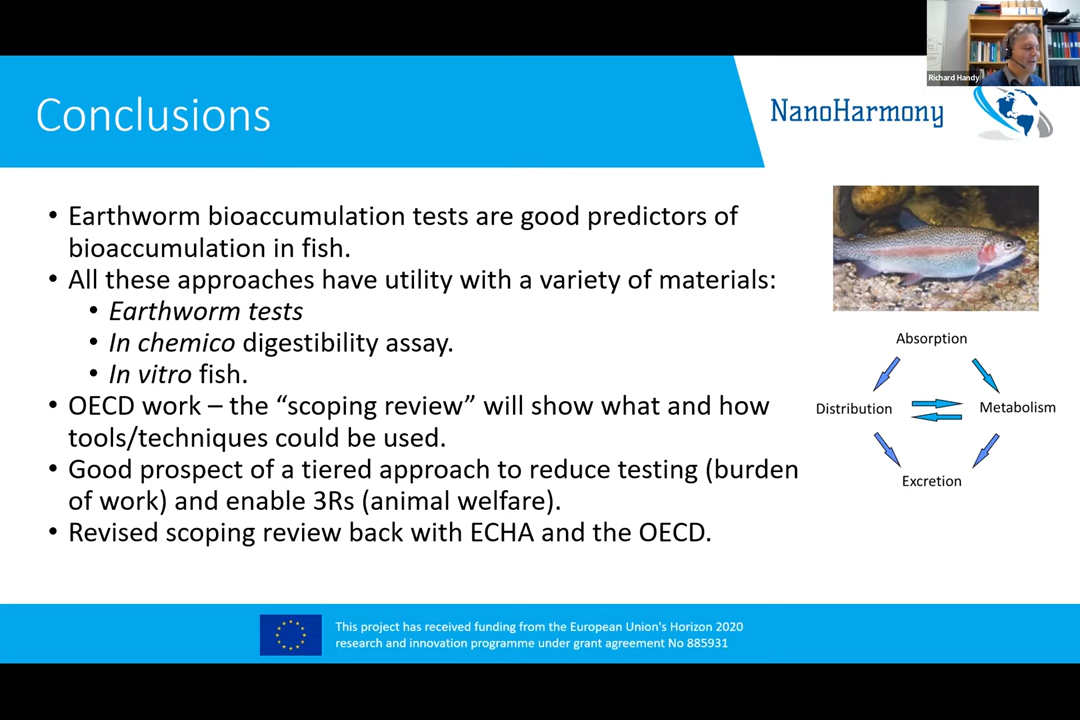 Richard Handy
Conclusions
NanoHarmony
• Earthworm bioaccumulation tests are good predictors of
bioaccumulation in fish.
• All these approaches have utility with a variety of materials:
• Earthworm tests
• In chemico digestibility assay.
• In vitro fish.
• OECD work – the “scoping review” will show what and how
tools/techniques could be used.
• Good prospect of a tiered approach to reduce testing (burden
of work) and enable 3Rs (animal welfare).
• Revised scoping review back with ECHA and the OECD.
Absorption
Distribution
Metabolism
Excretion
This project has received funding from the European Union's Horizon 2020
research and innovation programme under grant agreement No 885931